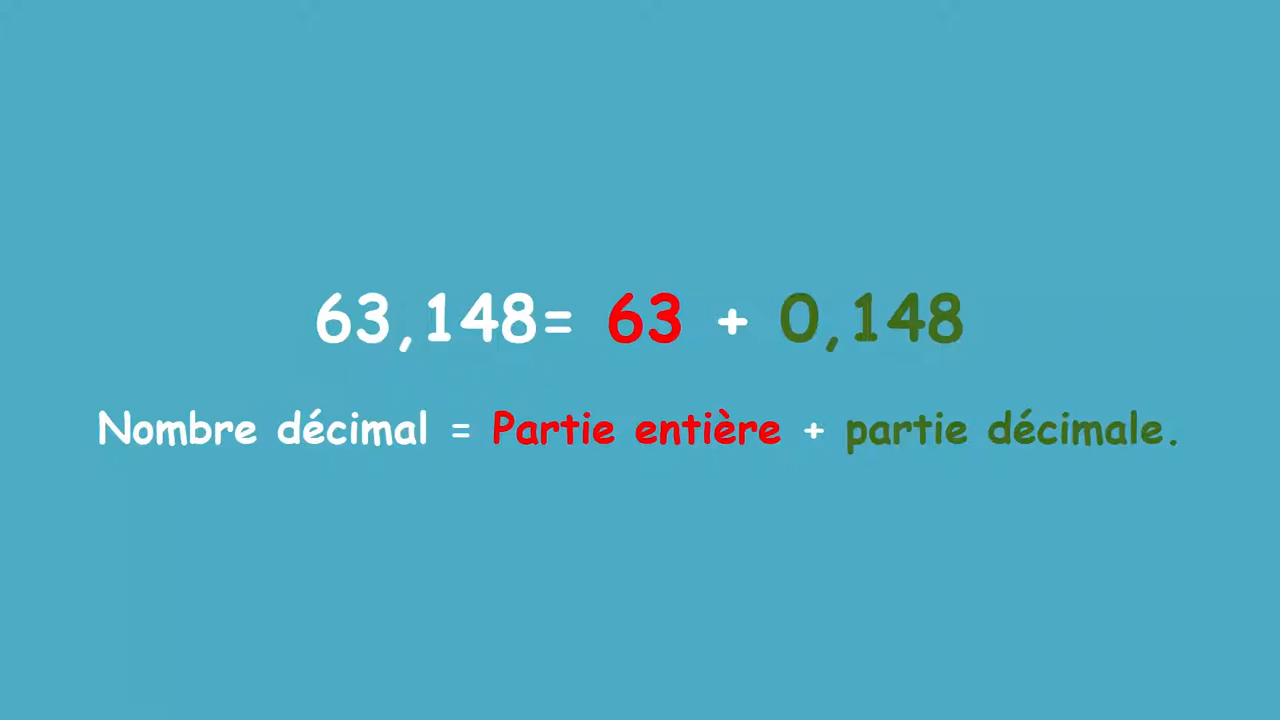 63,148= 63 + 0,148
Nombre décimal = Partie entière + partie décimale.